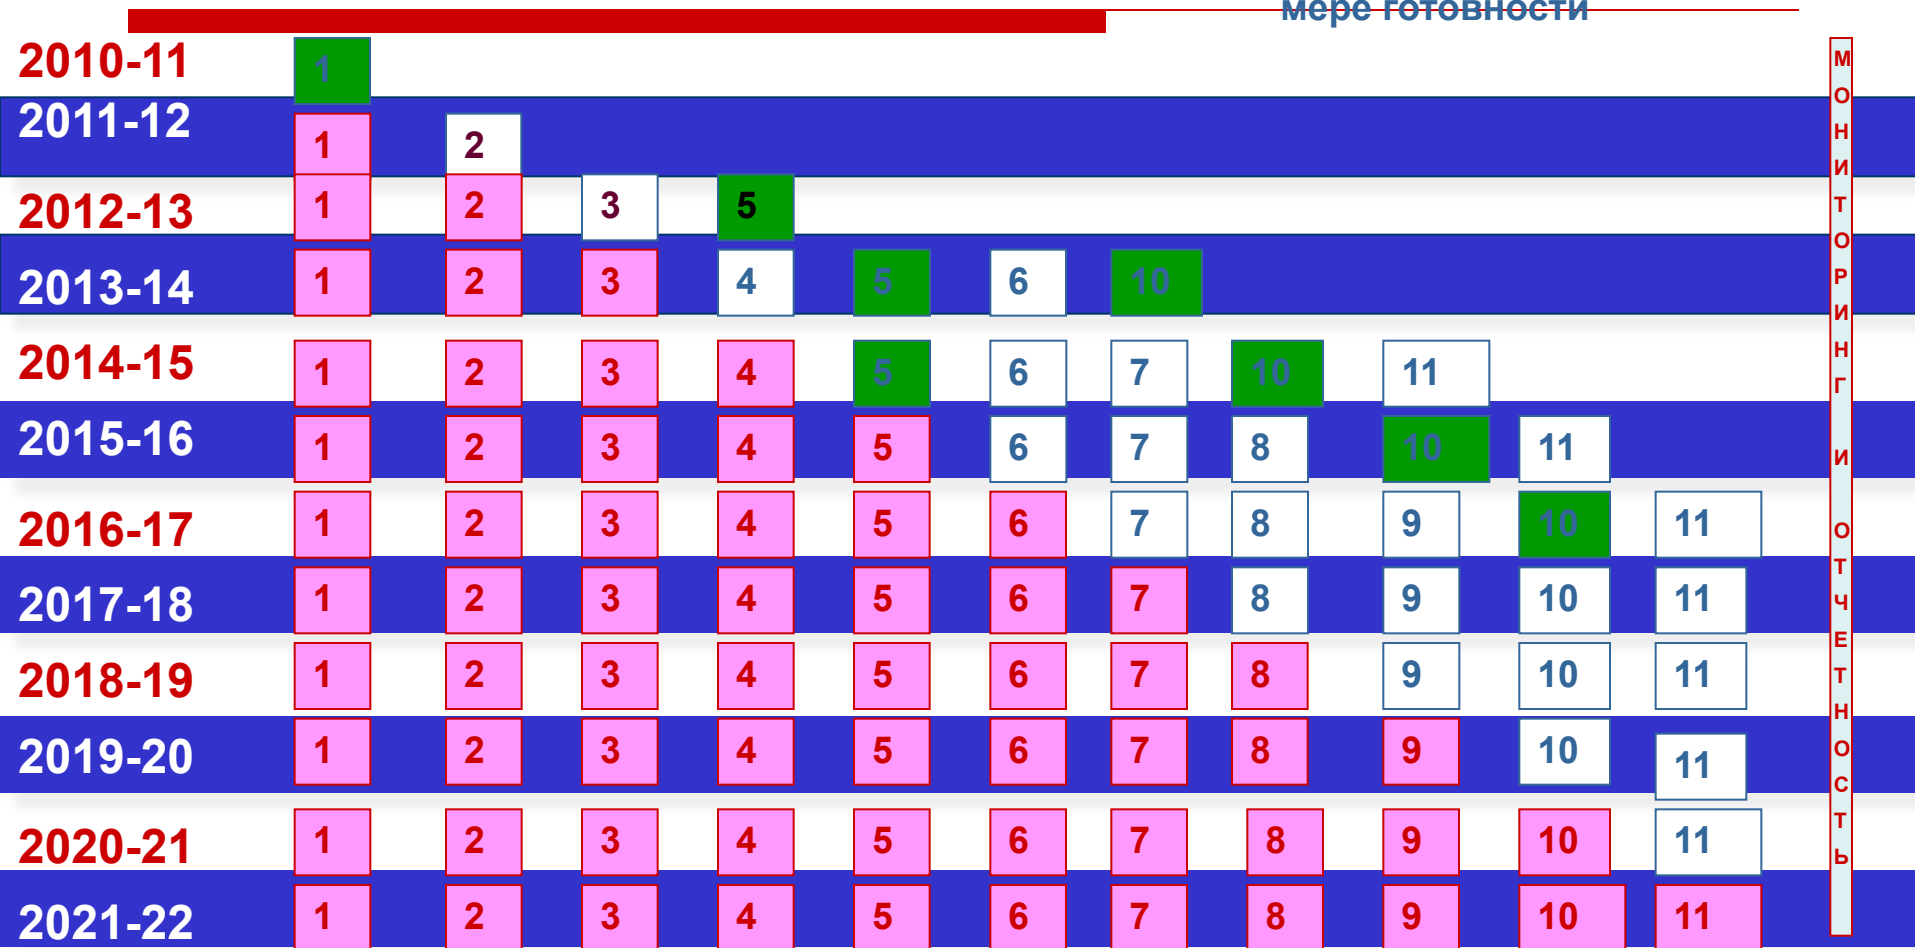 мере готовности
2010-11 1
2011-12 1 2
2012-13 1 2 3 5
2013-14 1 2 3 4 5 6 10
2014-15 1 2 3 4 5 6 7 10 11
2015-16 1 2 3 4 5 6 7 8 10 11
2016-17 1 2 3 4 5 6 7 8 9 10 11
2017-18 1 2 3 4 5 6 7 8 9 10 11
2018-19 1 2 3 4 5 6 7 8 9 10 11
2019-20 1 2 3 4 5 6 7 8 9 10 11
2020-21 1 2 3 4 5 6 7 8 9 10 11
2021-22 1 2 3 4 5 6 7 8 9 10 11
МОНИТОРИНГ И ОТЧЕТНОСТЬ